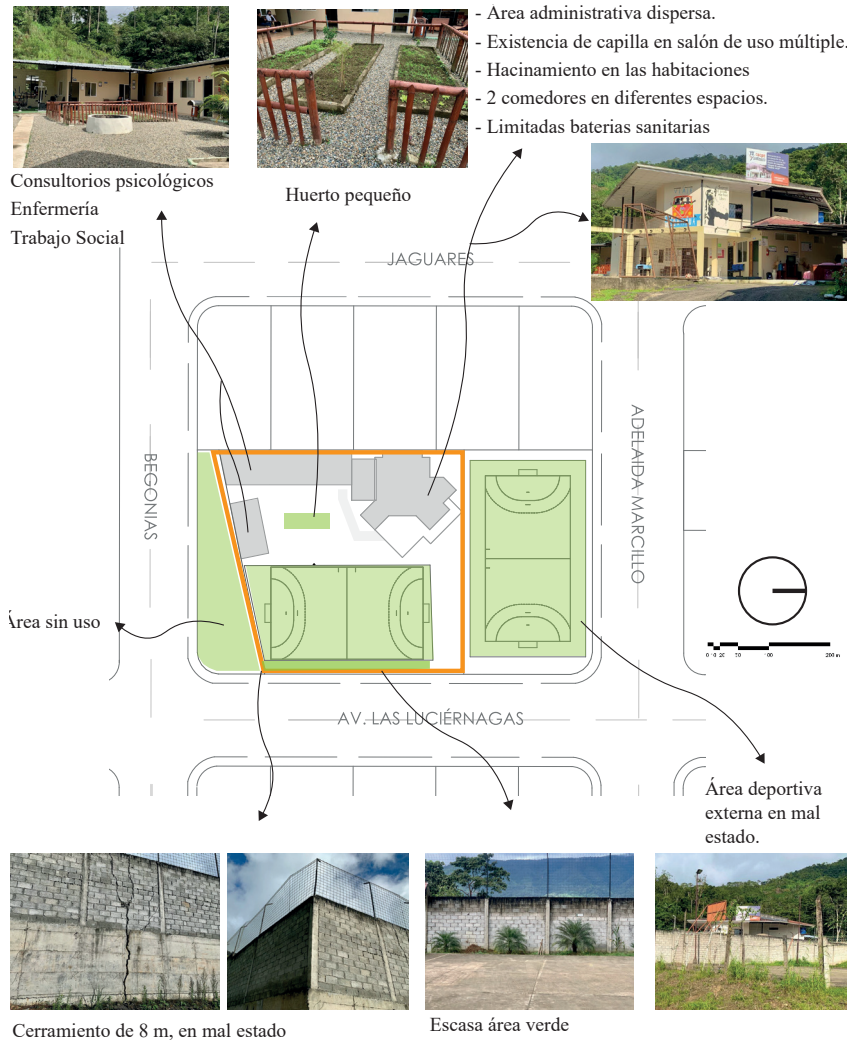 - Area administrativa dispersa.
- Existencia de capilla en salón de uso múltiple.
- Hacinamiento en las habitaciones
- 2 comedores en diferentes espacios.
- Limitadas baterias sanitarias
Consultorios psicológicos
Enfermería
Trabajo Social
Huerto pequeño
JAGUARES
BEGONIAS
ADELAIDA MARCILLO
Área sin uso
AV. LAS LUCIÉRNAGAS
200 m
Área deportiva
externa en mal
estado.
Cerramiento de 8 m, en mal estado
Escasa área verde